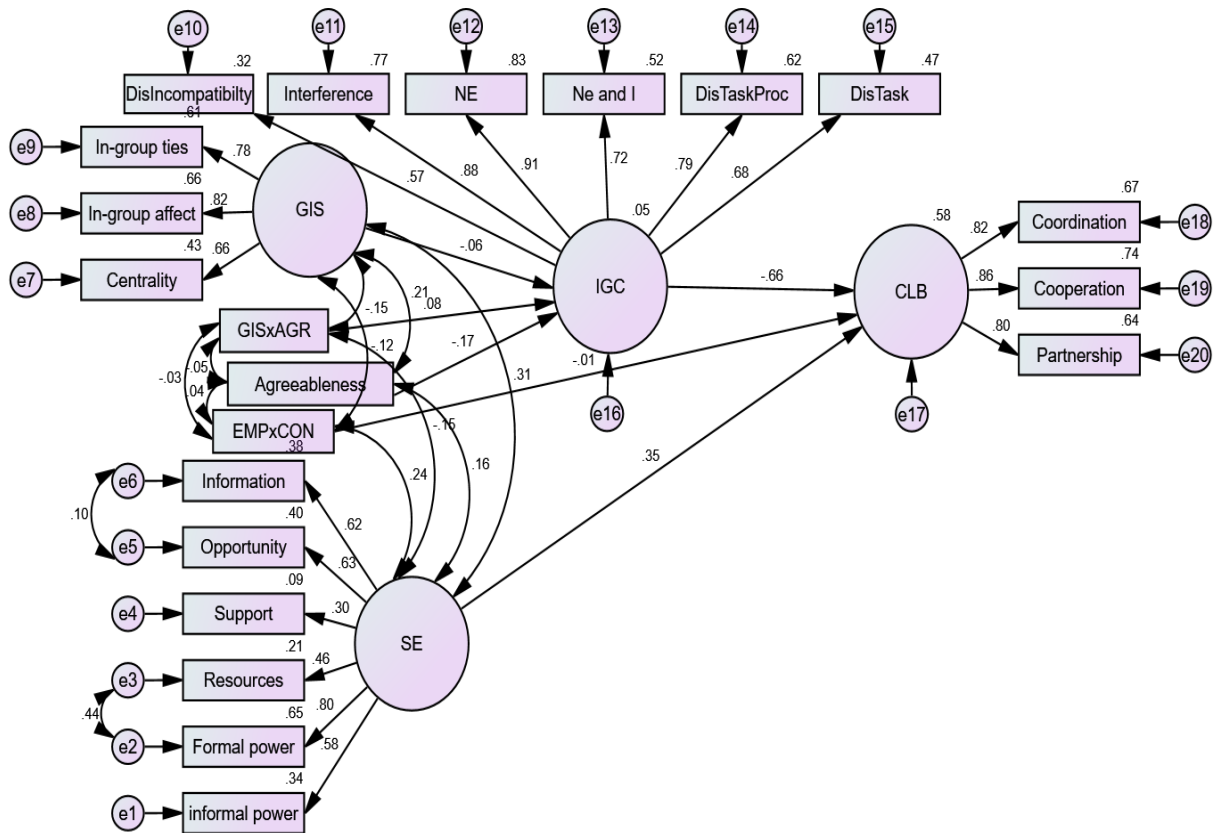 e10
e11
e12
e13
e14
e15
.32
.77
.83
.52
.62
.47
DisIncompatibilty
Interference
NE
Ne and I
DisTaskProc
DisTask
.61
e9
In-group ties
.78
.66
e8
In-group affect
.82
.43
.66
e7
Centrality
GIS
.57
.88
.91
.72
.79
.68
-.06
.05
IGC
-.66
.58
CLB
.82
.86
.80
.67
Coordination
e18
.74
Cooperation
e19
.64
Partnership
e20
e16
e17
-.15
.21
.08
-.12
-.17
-.01
.31
GISxAGR
Agreeableness
EMPxCON
-.03
-.05
.04
-.15
.24
.16
.35
.38
e6
Information
.62
.10
.40
e5
Opportunity
.63
.09
e4
Support
.30
.21
e3
Resources
.46
.44
.65
e2
Formal power
.80
.58
.34
e1
informal power
SE